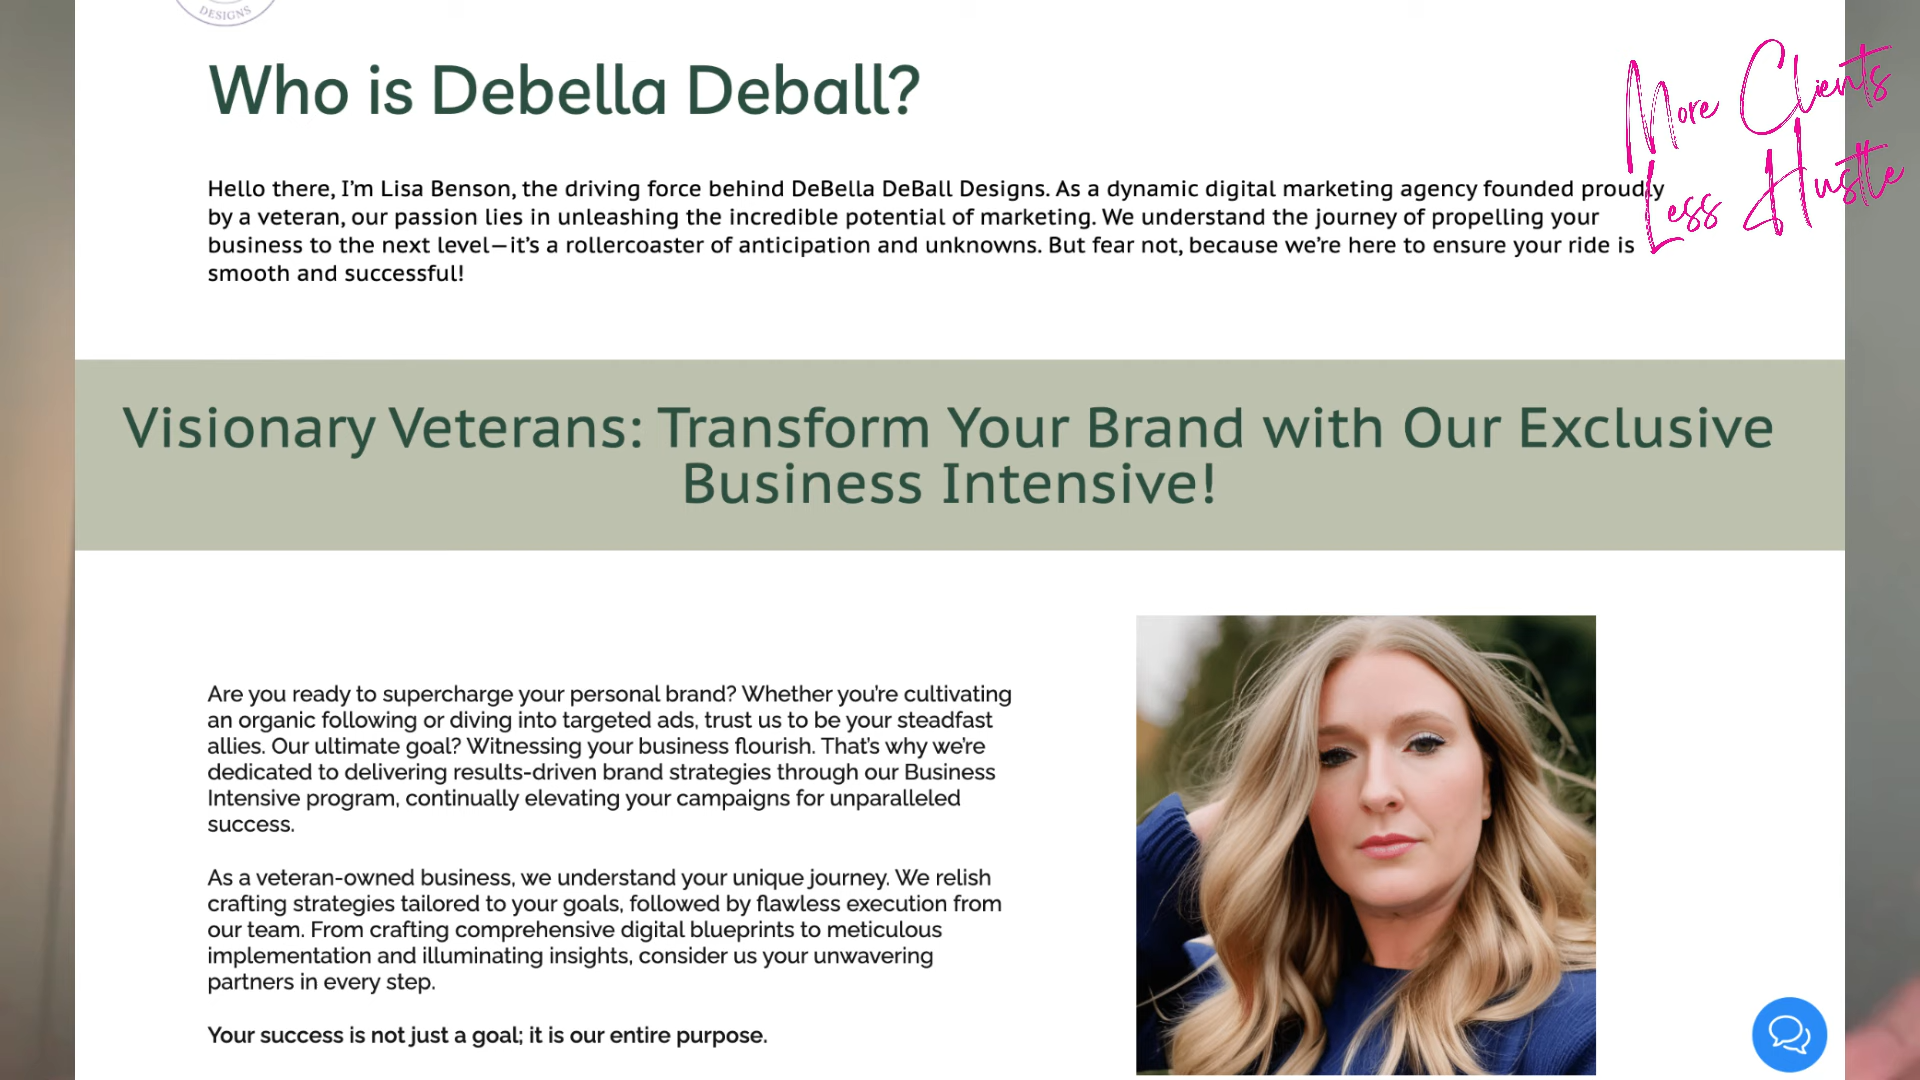 DESIGNS
Who is Debella Deball?
More Clients
Less Hustle
Hello there, I'm Lisa Benson, the driving force behind DeBella DeBall Designs. As a dynamic digital marketing agency founded proudly
by a veteran, our passion lies in unleashing the incredible potential of marketing. We understand the journey of propelling your
business to the next level—it's a rollercoaster of anticipation and unknowns. But fear not, because we're here to ensure your ride is
smooth and successful!
Visionary Veterans: Transform Your Brand with Our Exclusive
Business Intensive!
Are you ready to supercharge your personal brand? Whether you're cultivating
an organic following or diving into targeted ads, trust us to be your steadfast
allies. Our ultimate goal? Witnessing your business flourish. That's why we're
dedicated to delivering results-driven brand strategies through our Business
Intensive program, continually elevating your campaigns for unparalleled
success.
As a veteran-owned business, we understand your unique journey. We relish
crafting strategies tailored to your goals, followed by flawless execution from
our team. From crafting comprehensive digital blueprints to meticulous
implementation and illuminating insights, consider us your unwavering
partners in every step.
Your success is not just a goal; it is our entire purpose.